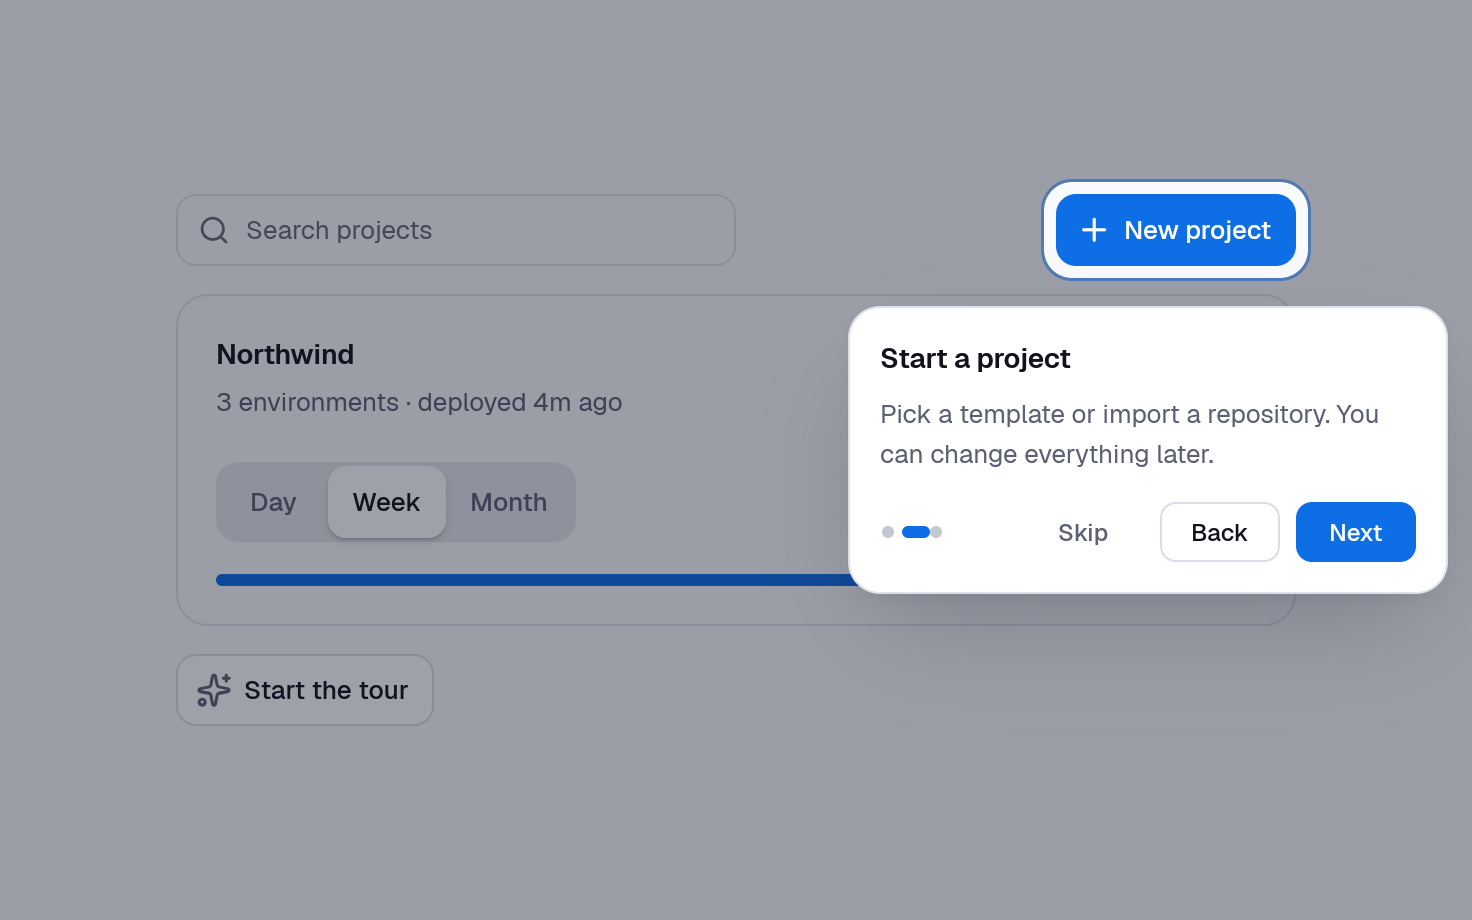 Search projects
New project
Northwind
3 environments · deployed 4m ago
Day
Week
Month
Start a project
Pick a template or import a repository. You
can change everything later.
Skip
Back
Next
Start the tour